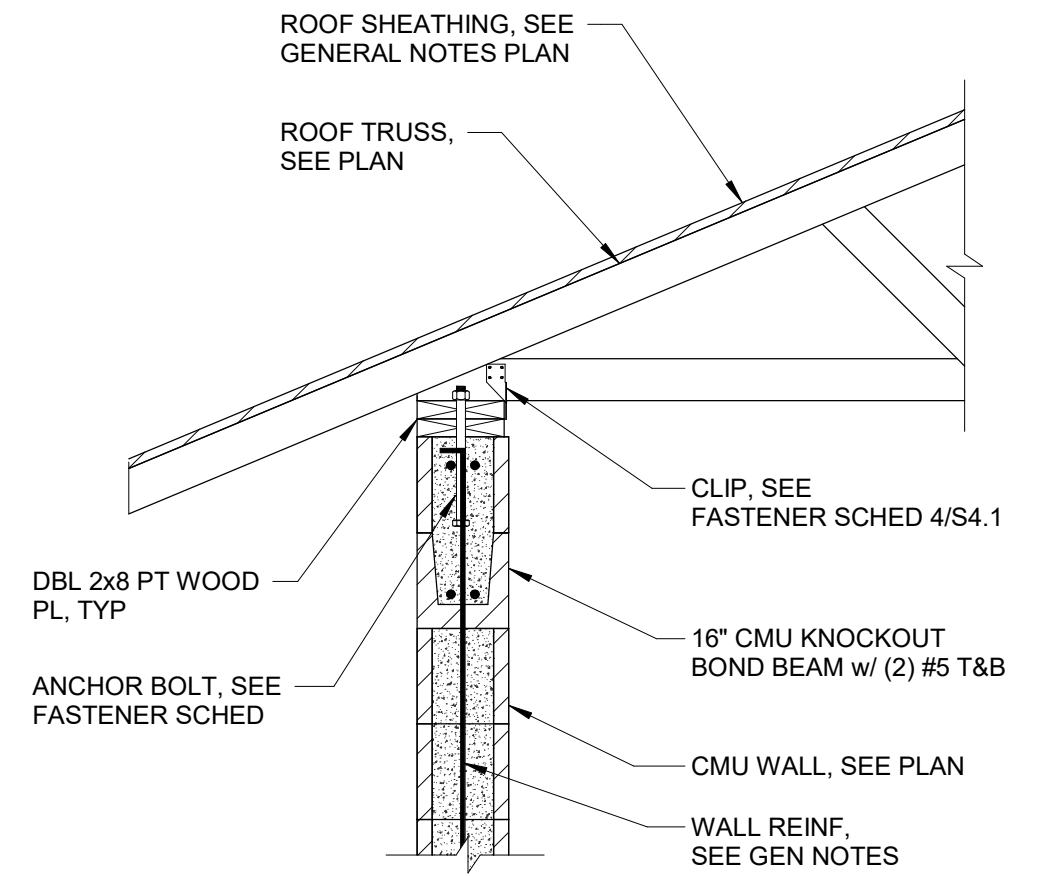 ROOF SHEATHING, SEE
GENERAL NOTES PLAN
ROOF TRUSS,
SEE PLAN
CLIP, SEE
FASTENER SCHED 4/S4.1
DBL 2x8 PT WOOD
PL, TYP
16" CMU KNOCKOUT
BOND BEAM w/ (2) #5 T&B
ANCHOR BOLT, SEE
FASTENER SCHED
CMU WALL, SEE PLAN
WALL REINF,
SEE GEN NOTES